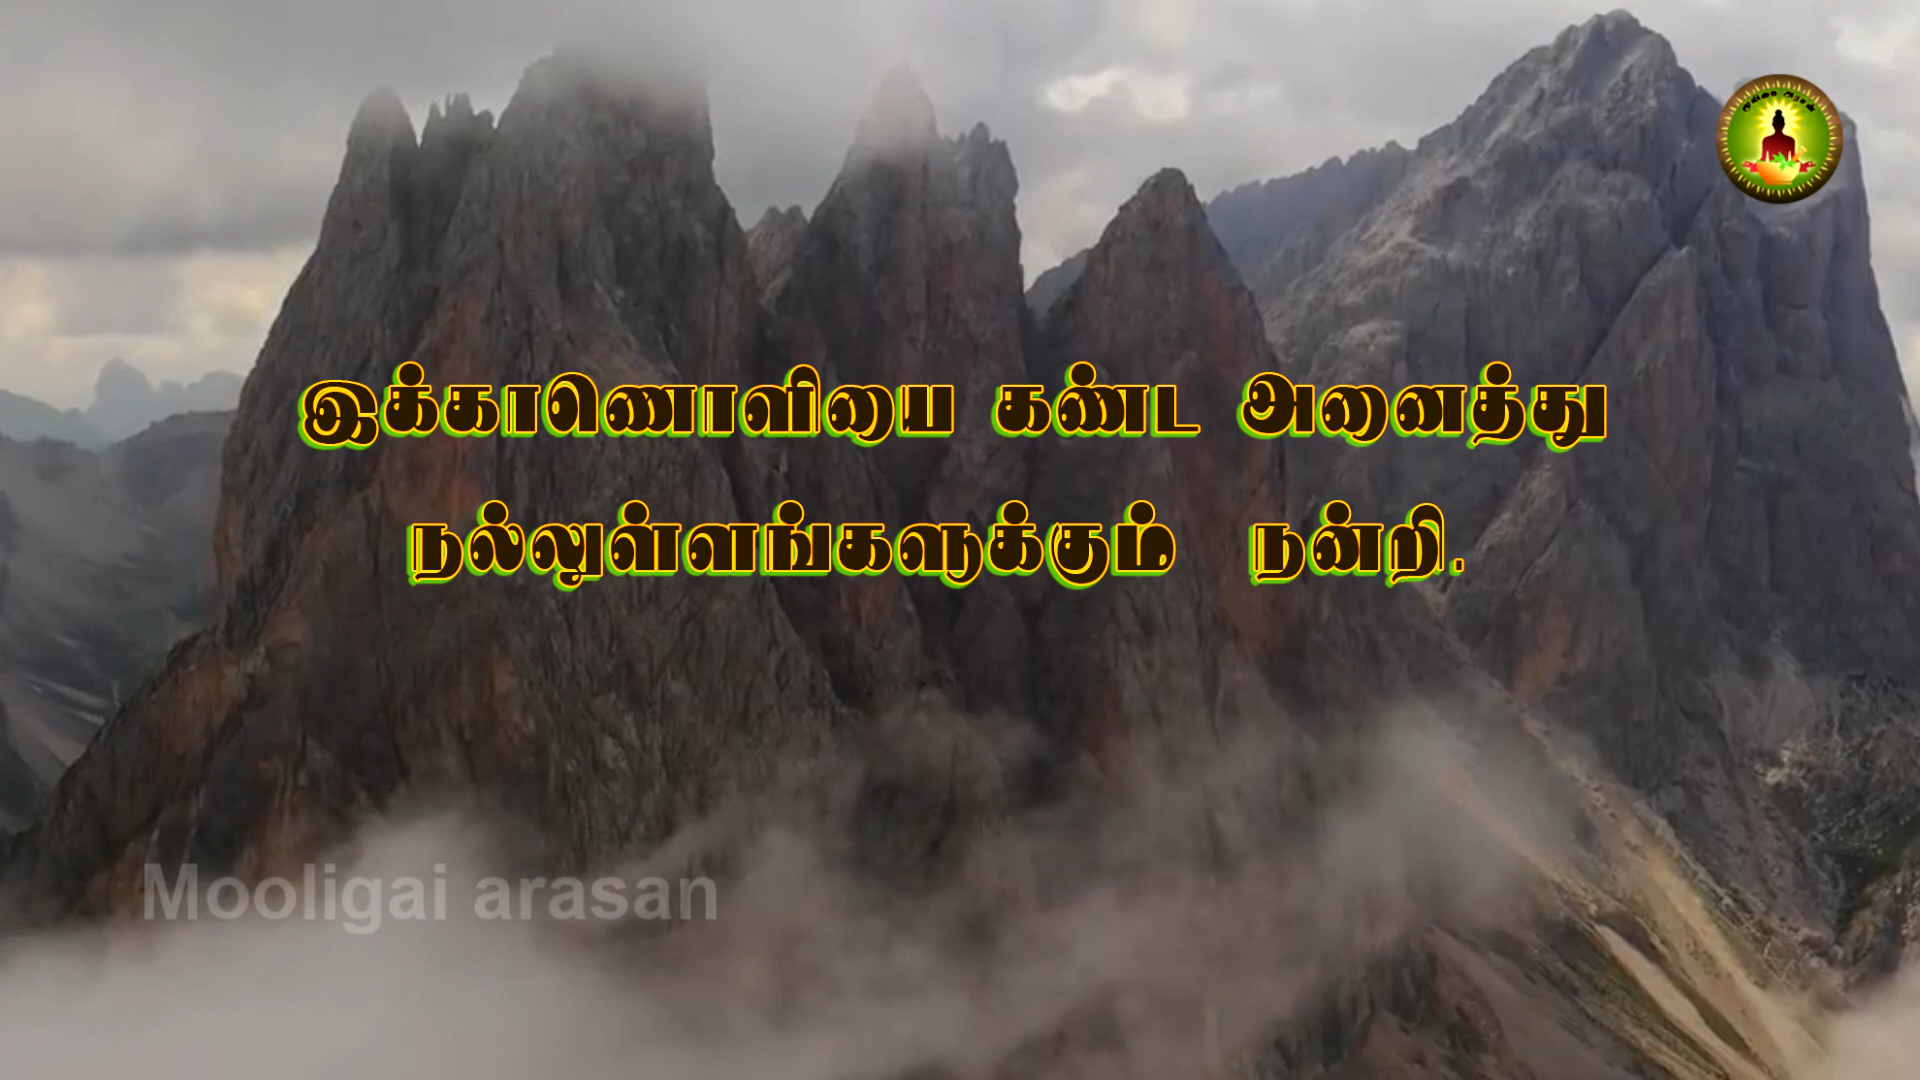 இக்காணொளியை கண்ட அனைத்து
நல்லுள்ளங்களுக்கும் நன்றி.
Mooligai arasan